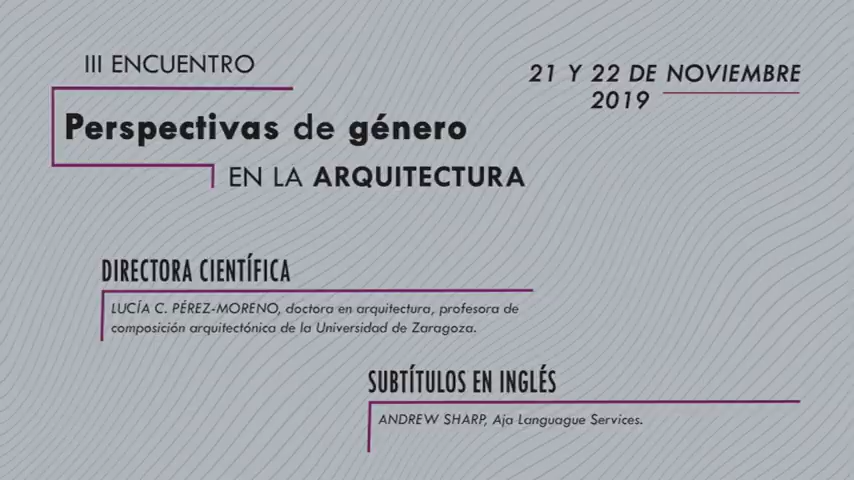 III ENCUENTRO
Perspectivas de género
EN LA ARQUITECTURA
21 Y 22 DE NOVIEMBRE
2019
DIRECTORA CIENTÍFICA
LUCÍA C. PÉREZ-MORENO, doctora en arquitectura, profesora de
composición arquitectónica de la Universidad de Zaragoza.
SUBTÍTULOS EN INGLÉS
ANDREW SHARP, Aja Languague Services.